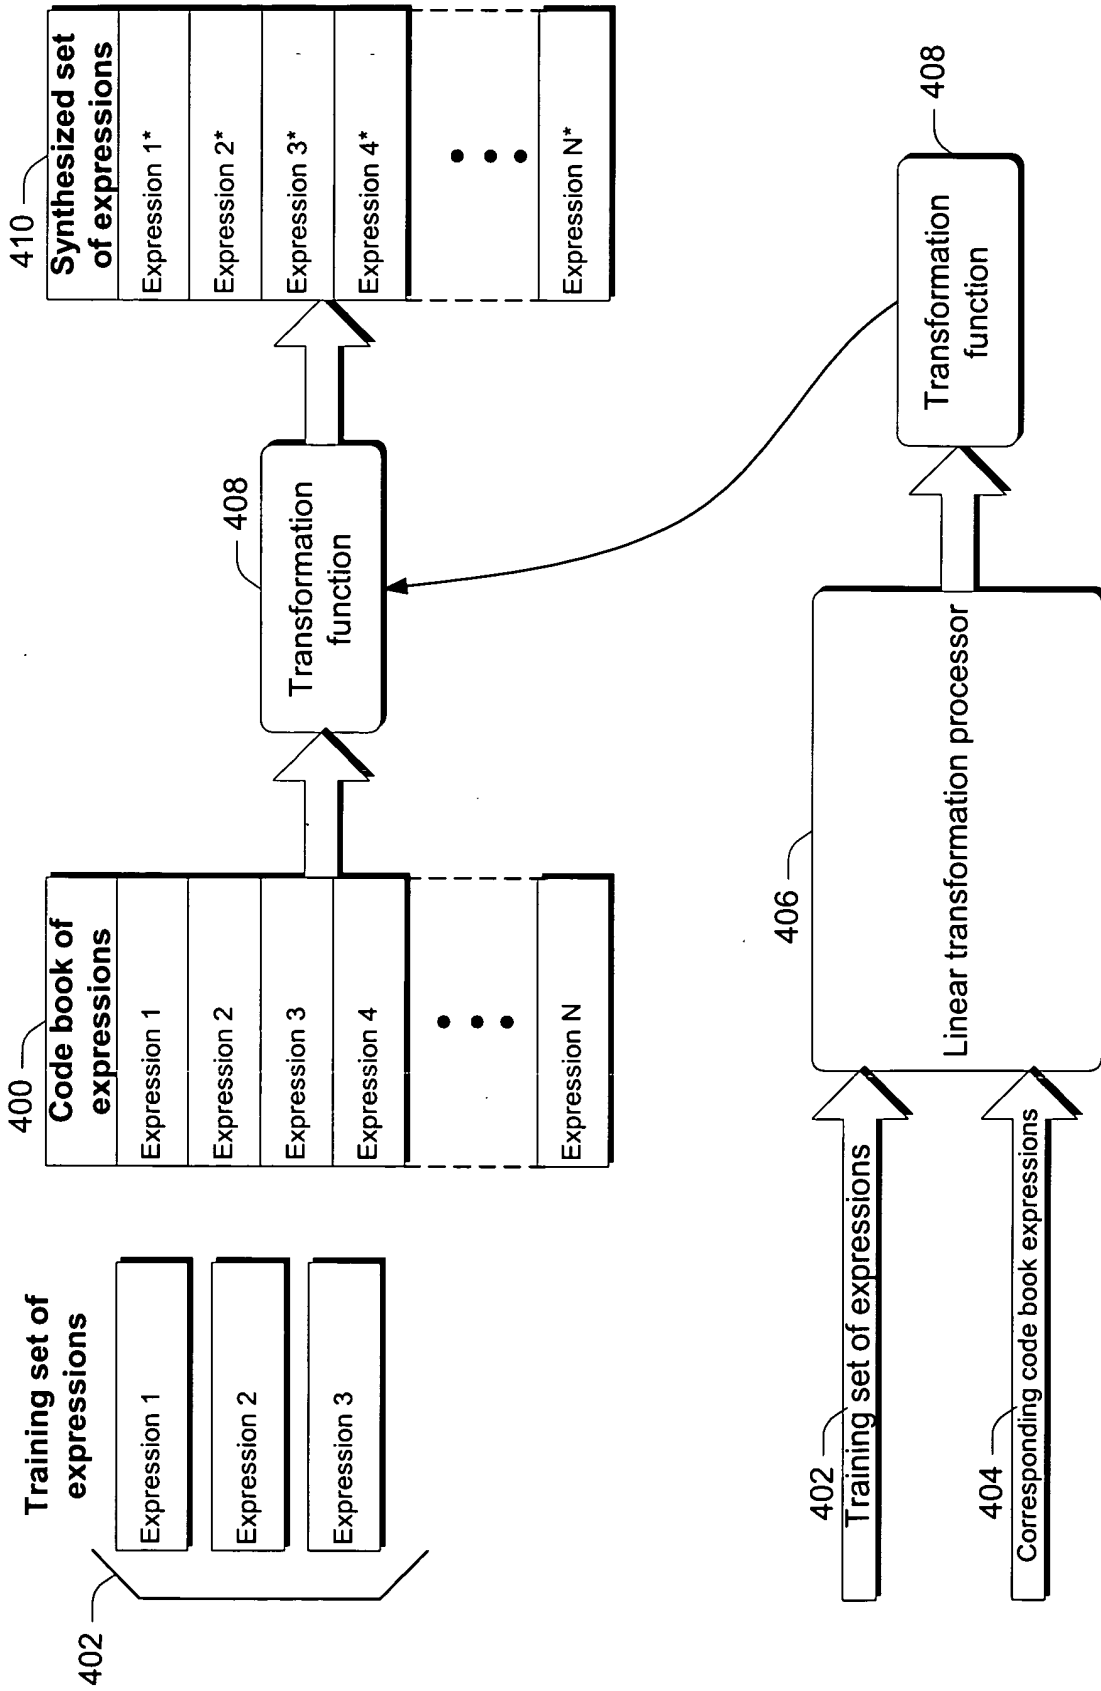 Training set of
expressions
402
Expression 1
Expression 2
Expression 3
400
Code book of
expressions
Expression 1
Expression 2
Expression 3
Expression 4
Expression N
408
Transformation
function
410
Synthesized set
of expressions
Expression 1*
Expression 2*
Expression 3*
Expression 4*
Expression N*
402
Training set of expressions
404
Corresponding code book expressions
406
Linear transformation processor
408
Transformation
function